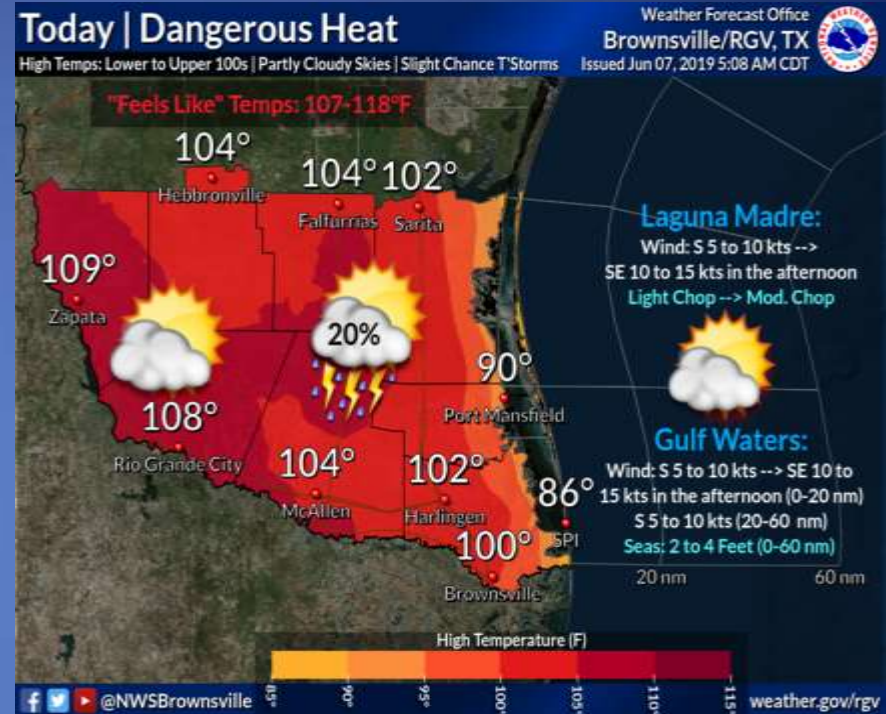 Today | Dangerous Heat
High Temps: Lower to Upper 100s | Partly Cloudy Skies | Slight Chance T'Storms
Weather Forecast Office
Brownsville/RGV, TX
Issued Jun 07, 2019 5:08 AM CDT
NATIONAL WEATHER SERVICE
"Feels Like" Temps: 107-118°F
104°
Hebbronville
104°
Falfurrias
102°
Sarita
109°
Zapata
20%
90°
Port Mansfield
108°
Rio Grande City
104°
McAllen
102°
Harlingen
86°
SPI
100°
Brownsville
Laguna Madre:
Wind: S 5 to 10 kts -->
SE 10 to 15 kts in the afternoon
Light Chop --> Mod. Chop
Gulf Waters:
Wind: S 5 to 10 kts --> SE 10 to
15 kts in the afternoon (0-20 nm)
S 5 to 10 kts (20-60 nm)
Seas: 2 to 4 Feet (0-60 nm)
20 nm
60 nm
High Temperature (F)
85°
90°
95°
100°
105°
110°
115°
@NWSBrownsville
weather.gov/rgv